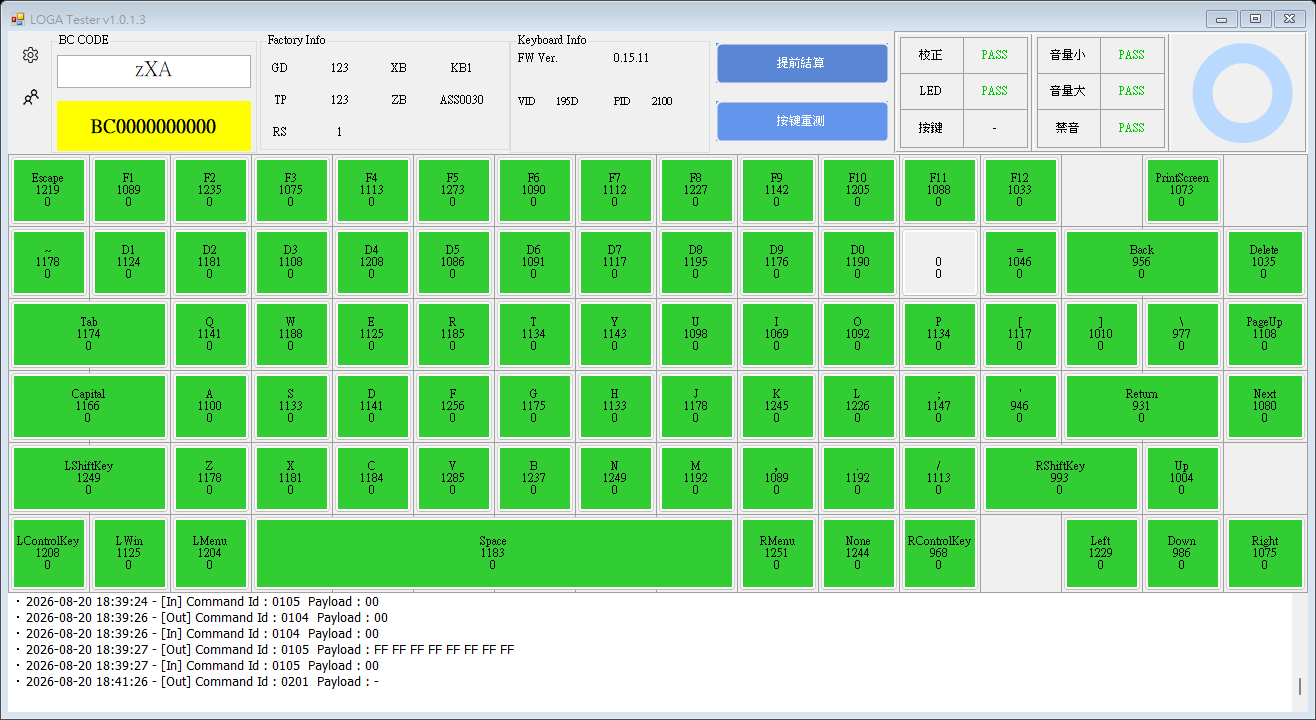 LOGA Tester v1.0.1.3
BC CODE
zXA
BC0000000000
Factory Info
GD 123 XB KB1
TP 123 ZB ASS0030
RS 1
Keyboard Info
FW Ver. 0.15.11
VID 195D PID 2100
提前結算
按键重测
校正 PASS 音量小 PASS
LED PASS 音量大 PASS
按鍵 - 禁音 PASS
Escape F1 F2 F3 F4 F5 F6 F7 F8 F9 F10 F11 F12 PrintScreen
1219 1089 1235 1075 1113 1273 1090 1112 1227 1142 1205 1088 1033 1073
0 0 0 0 0 0 0 0 0 0 0 0 0 0
~ D1 D2 D3 D4 D5 D6 D7 D8 D9 D0 = Back Delete
1178 1124 1181 1108 1208 1086 1091 1117 1195 1176 1190 0 1046 956 1035
0 0 0 0 0 0 0 0 0 0 0 0 0 0 0
Tab Q W E R T Y U I O P [ ] \ PageUp
1174 1141 1188 1125 1185 1134 1143 1098 1069 1092 1134 1117 1010 977 1108
0 0 0 0 0 0 0 0 0 0 0 0 0 0 0
Capital A S D F G H J K L ; ' Return Next
1166 1100 1133 1141 1256 1175 1133 1178 1245 1226 1147 946 931 1080
0 0 0 0 0 0 0 0 0 0 0 0 0 0
LShiftKey Z X C V B N M , . / RShiftKey Up
1249 1178 1181 1184 1285 1237 1249 1192 1089 1192 1113 993 1004
0 0 0 0 0 0 0 0 0 0 0 0 0
LControlKey LWin LMenu Space RMenu None RControlKey Left Down Right
1208 1125 1204 1183 1251 1244 968 1229 986 1075
0 0 0 0 0 0 0 0 0 0
· 2026-08-20 18:39:24 - [In] Command Id : 0105 Payload : 00
· 2026-08-20 18:39:26 - [Out] Command Id : 0104 Payload : 00
· 2026-08-20 18:39:26 - [In] Command Id : 0104 Payload : 00
· 2026-08-20 18:39:27 - [Out] Command Id : 0105 Payload : FF FF FF FF FF FF FF FF
· 2026-08-20 18:39:27 - [In] Command Id : 0105 Payload : 00
· 2026-08-20 18:41:26 - [Out] Command Id : 0201 Payload : -